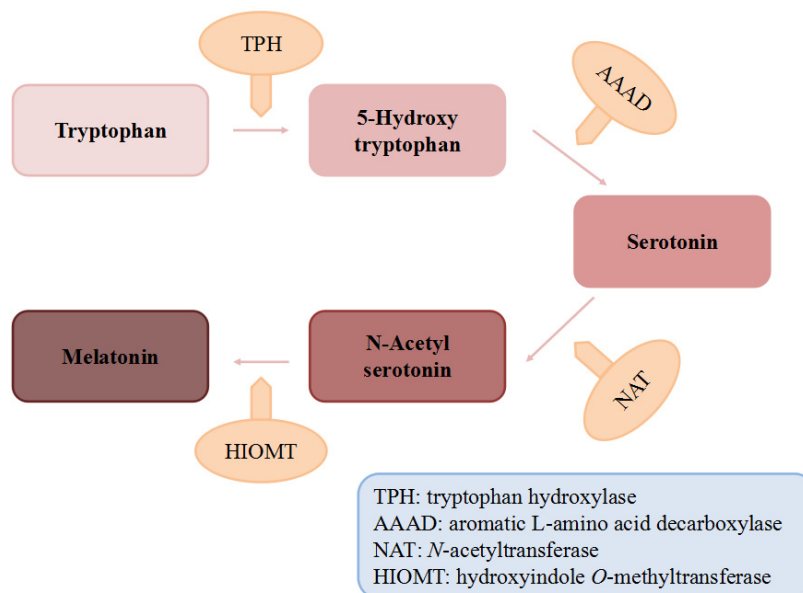 TPH
Tryptophan
5-Hydroxy
tryptophan
AAAD
Serotonin
Melatonin
N-Acetyl
serotonin
NAT
HIOMT
TPH: tryptophan hydroxylase
AAAD: aromatic L-amino acid decarboxylase
NAT: N-acetyltransferase
HIOMT: hydroxyindole O-methyltransferase